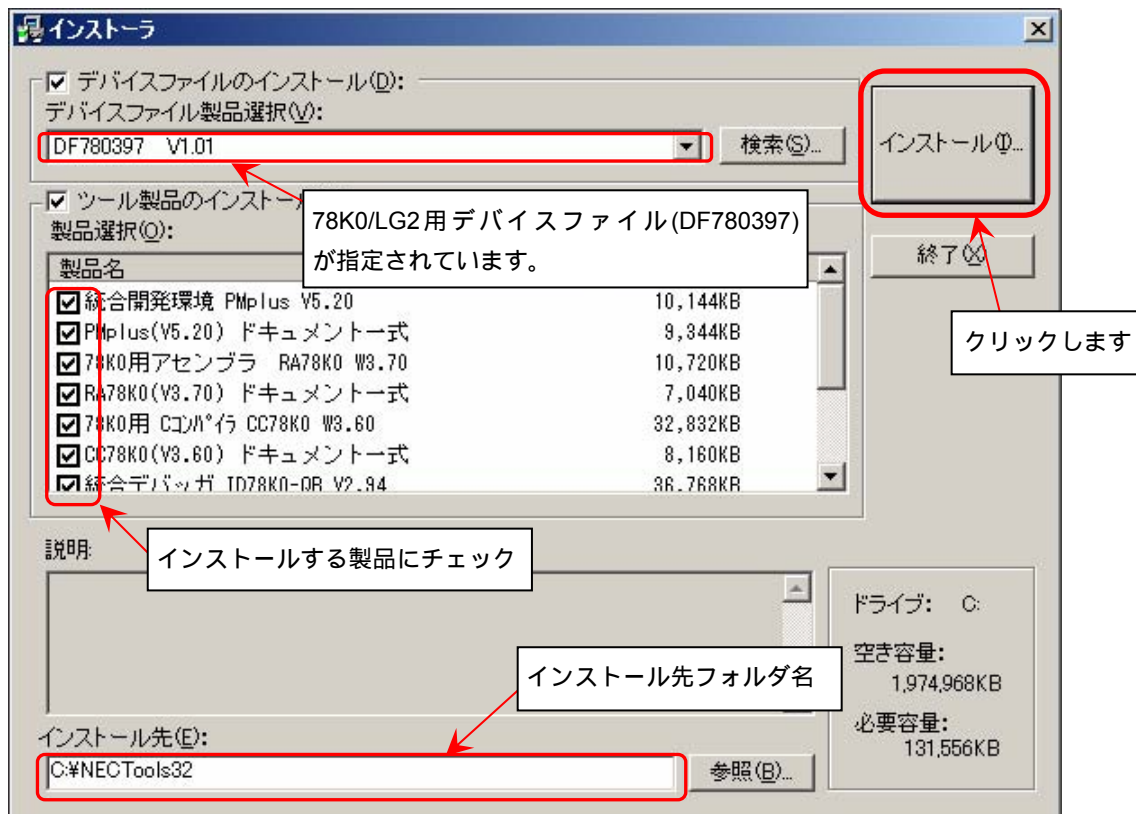 インストーラ
デバイスファイルのインストール(D):
デバイスファイル製品選択(V):
DF780397 V1.01
検索(S)...
インストール(I)...
78K0/LG2用デバイスファイル(DF780397)
が指定されています。
ツール製品のインストー
製品選択(O):
終了(X)
製品名
統合開発環境 PMplus V5.20 10,144KB
PMplus(V5.20) ドキュメント一式 9,344KB
クリックします
78K0用アセンブラ RA78K0 W3.70 10,720KB
RA78K0(V3.70) ドキュメント一式 7,040KB
78K0用 Cコンパイラ CC78K0 W3.60 32,832KB
CC78K0(V3.60) ドキュメント一式 8,160KB
統合デバッガ ID78K0-QB V2.94 36,768KB
インストールする製品にチェック
説明:
ドライブ: C:
空き容量:
1,974,968KB
インストール先フォルダ名
必要容量:
131,556KB
インストール先(E):
C:¥NECTools32
参照(B)...